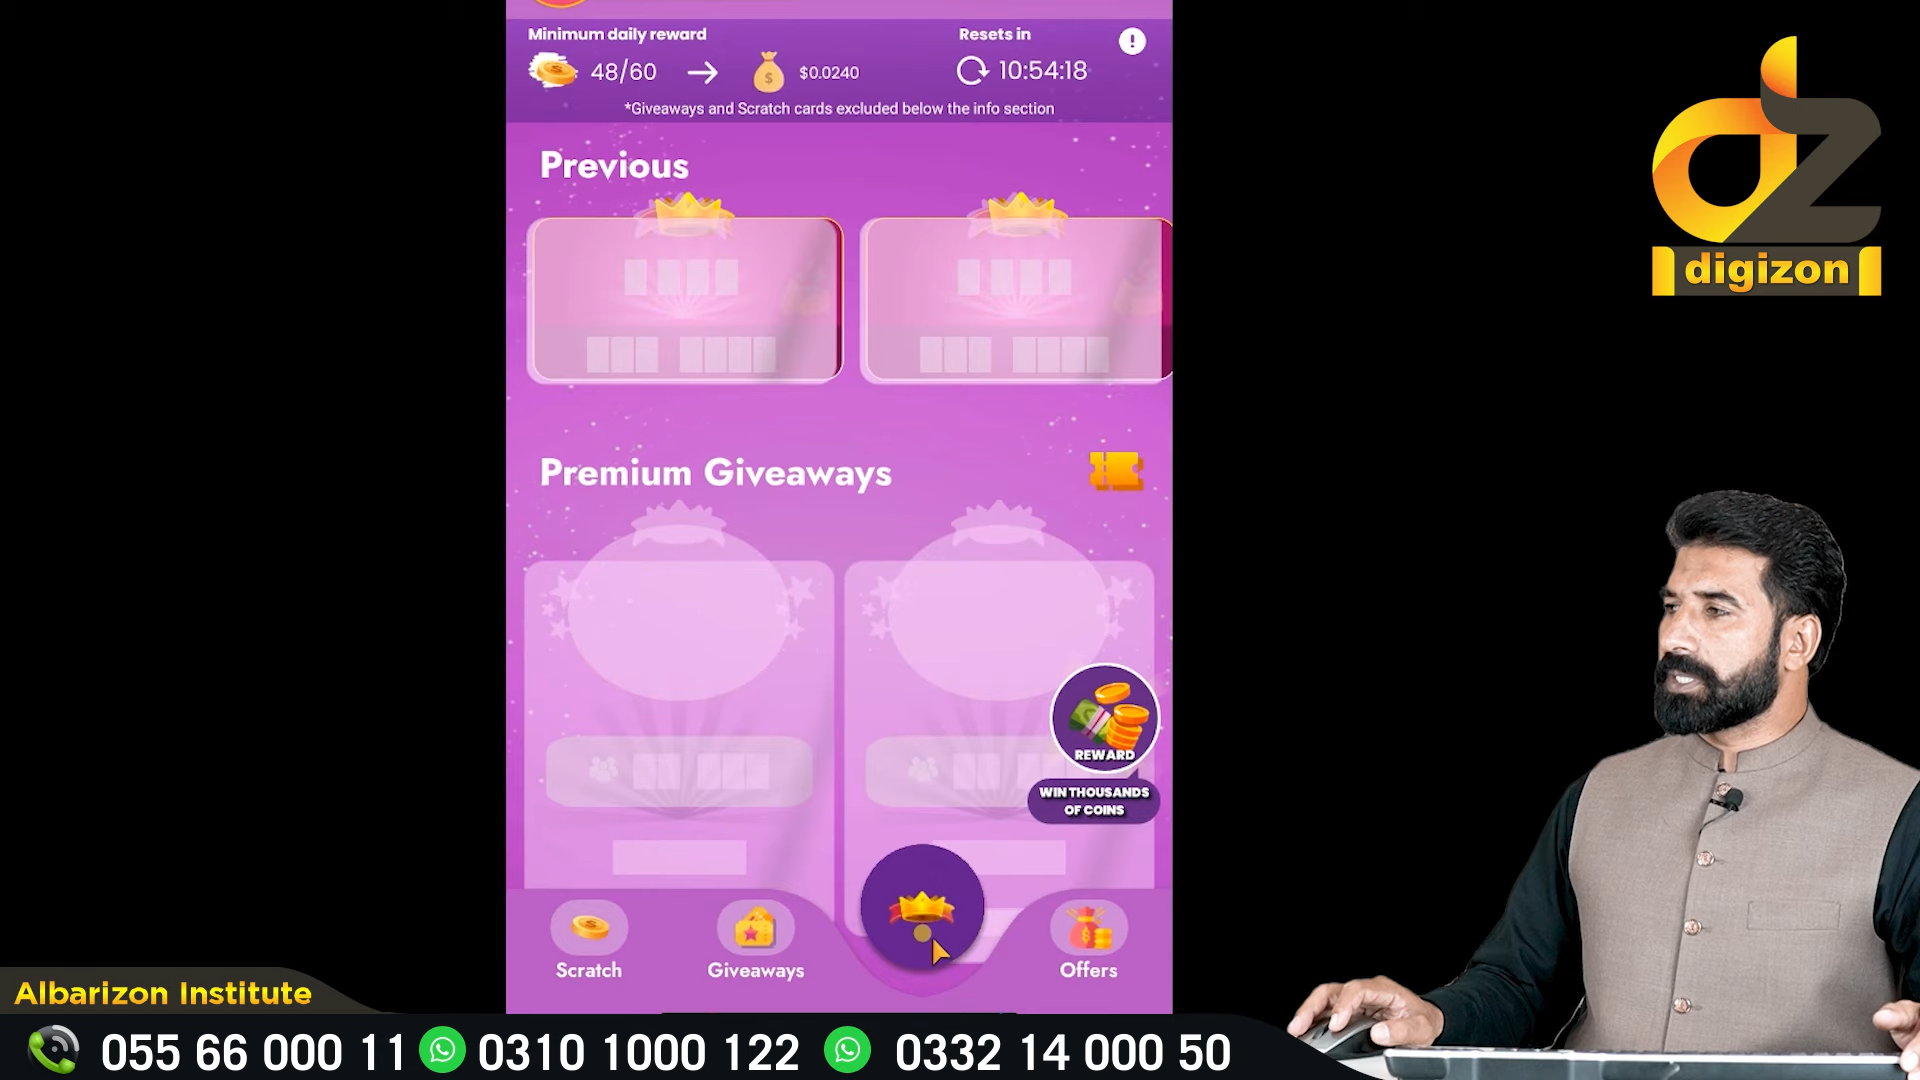 Minimum daily reward
48/60
$0.0240
Resets in
10:54:18
*Giveaways and Scratch cards excluded below the info section
Previous
Premium Giveaways
REWARD
WIN THOUSANDS
OF COINS
Scratch
Giveaways
Offers
dz
digizon
Albarizon Institute
055 66 000 11
0310 1000 122
0332 14 000 50